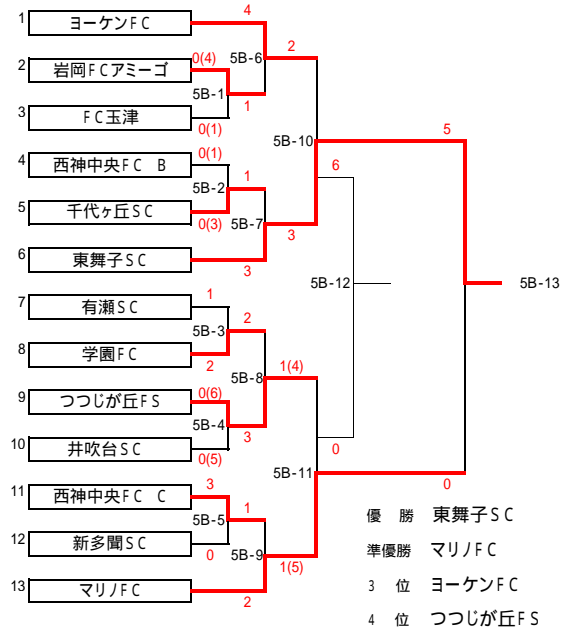 4
1 ヨーケンFC
2
0(4) 5B-6
2 岩岡FCアミーゴ
5B-1
1
3 FC玉津
0(1)
5B-10 5
0(1) 6
4 西神中央FC B
1
5B-2
5 千代ヶ丘SC
0(3) 5B-7 3
6 東舞子SC
3
5B-12 5B-13
1
7 有瀬SC
2
5B-3
8 学園FC
2 5B-8 1(4)
0(6)
9 つつじが丘FS
5B-4
3
10 井吹台SC
0(5) 0
5B-11 0
3
11 西神中央FC C
1
5B-5
12 新多聞SC
0 5B-9 1(5)
13 マリノFC
2
優 勝 東舞子SC
準優勝 マリノFC
3 位 ヨーケンFC
4 位 つつじが丘FS